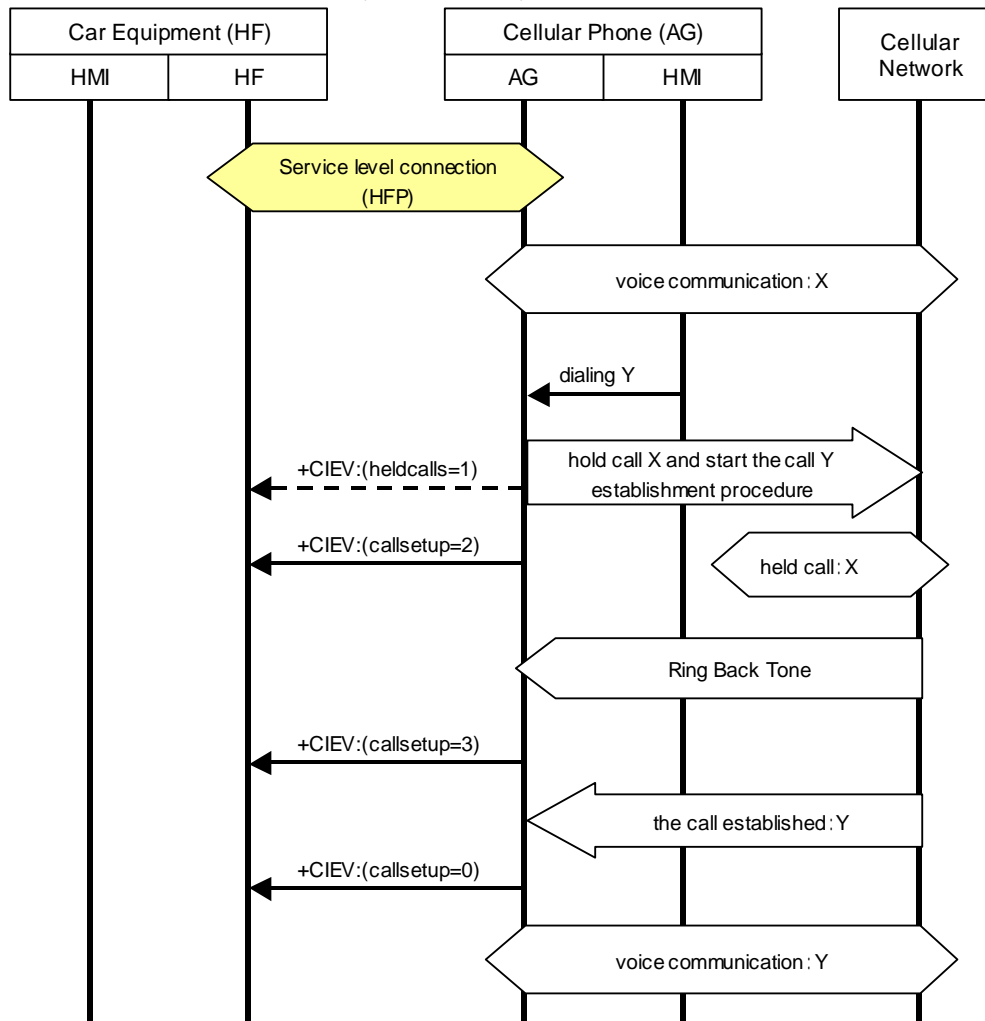 Car Equipment (HF)
HMI
HF
Cellular Phone (AG)
AG
HMI
Cellular
Network
Service level connection
(HFP)
voice communication: X
dialing Y
+CIEV:(heldcalls=1)
hold call X and start the call Y
establishment procedure
+CIEV:(callsetup=2)
held call: X
Ring Back Tone
+CIEV:(callsetup=3)
the call established: Y
+CIEV:(callsetup=0)
voice communication: Y